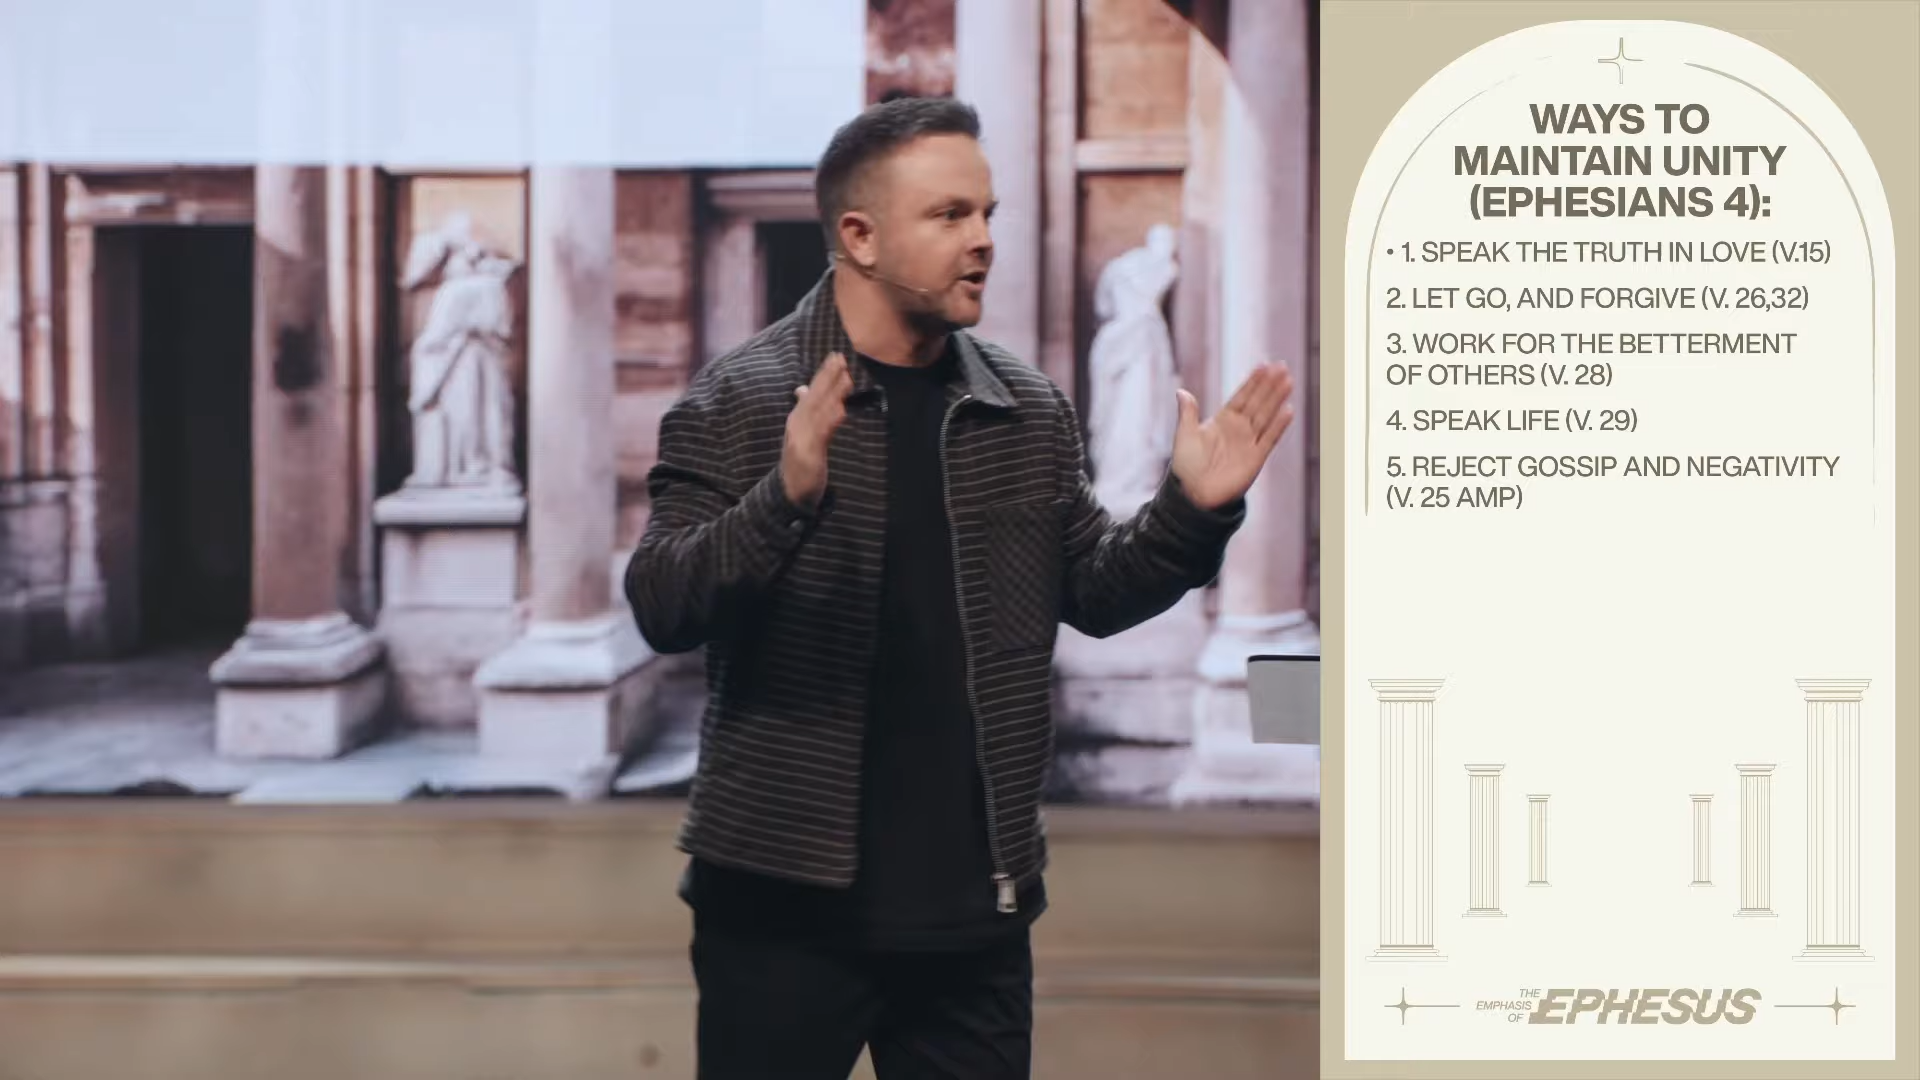 WAYS TO
MAINTAIN UNITY
(EPHESIANS 4):
• 1. SPEAK THE TRUTH IN LOVE (V.15)
2. LET GO, AND FORGIVE (V. 26,32)
3. WORK FOR THE BETTERMENT
OF OTHERS (V. 28)
4. SPEAK LIFE (V. 29)
5. REJECT GOSSIP AND NEGATIVITY
(V. 25 AMP)
THE
EMPHASIS
OF
EPHESUS